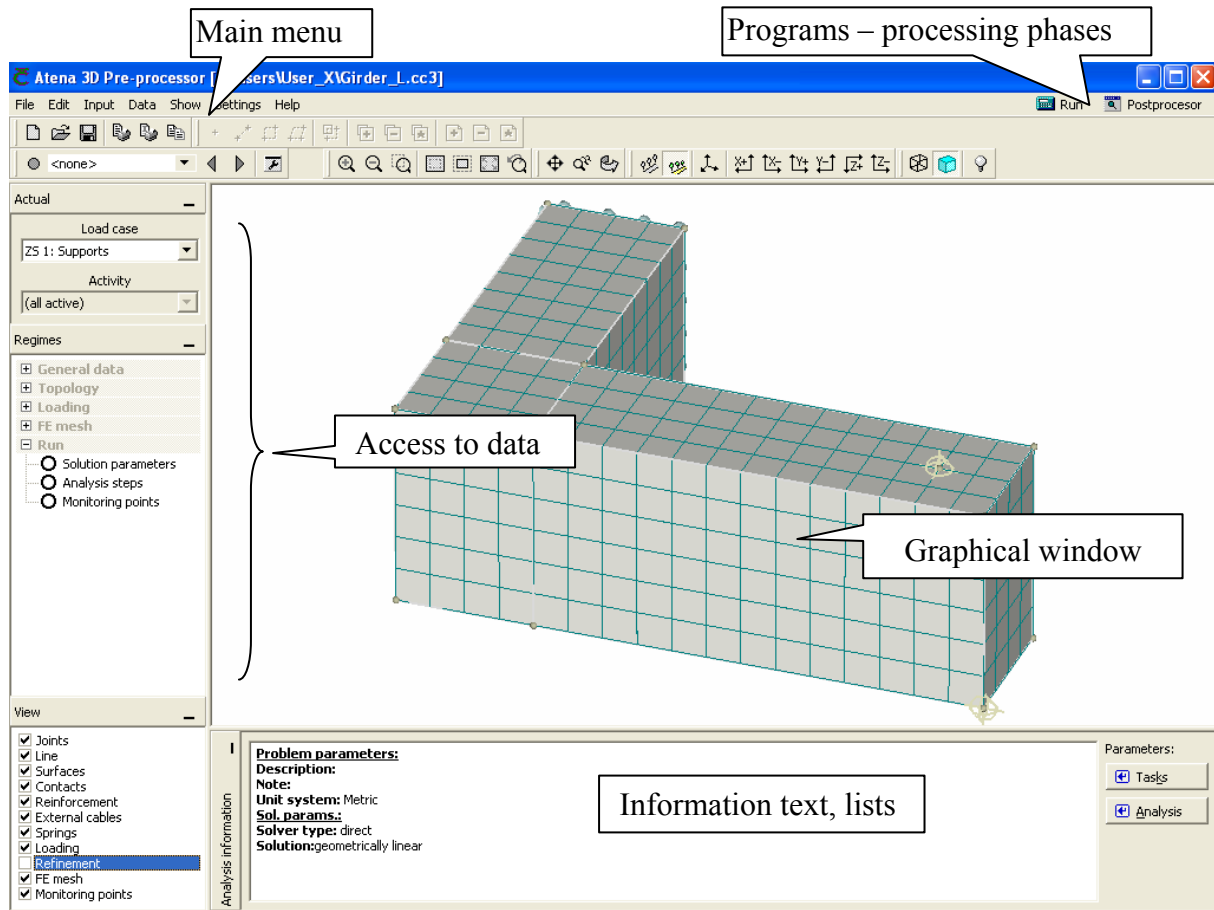 Main menu
Programs – processing phases
Atena 3D Pre-processor [ sers\User_X\Girder_L.cc3]
File Edit Input Data Show ettings Help
Run
Postprocesor
<none>
X+ X- Y+ Y- Z+ Z-
Actual
Load case
ZS 1: Supports
Activity
(all active)
Regimes
General data
Topology
Loading
FE mesh
Run
Solution parameters
Analysis steps
Monitoring points
Access to data
Graphical window
View
Joints
Line
Surfaces
Contacts
Reinforcement
External cables
Springs
Loading
Refinement
FE mesh
Monitoring points
Analysis information
Problem parameters:
Description:
Note:
Unit system: Metric
Sol. params.:
Solver type: direct
Solution:geometrically linear
Information text, lists
Parameters:
Tasks
Analysis